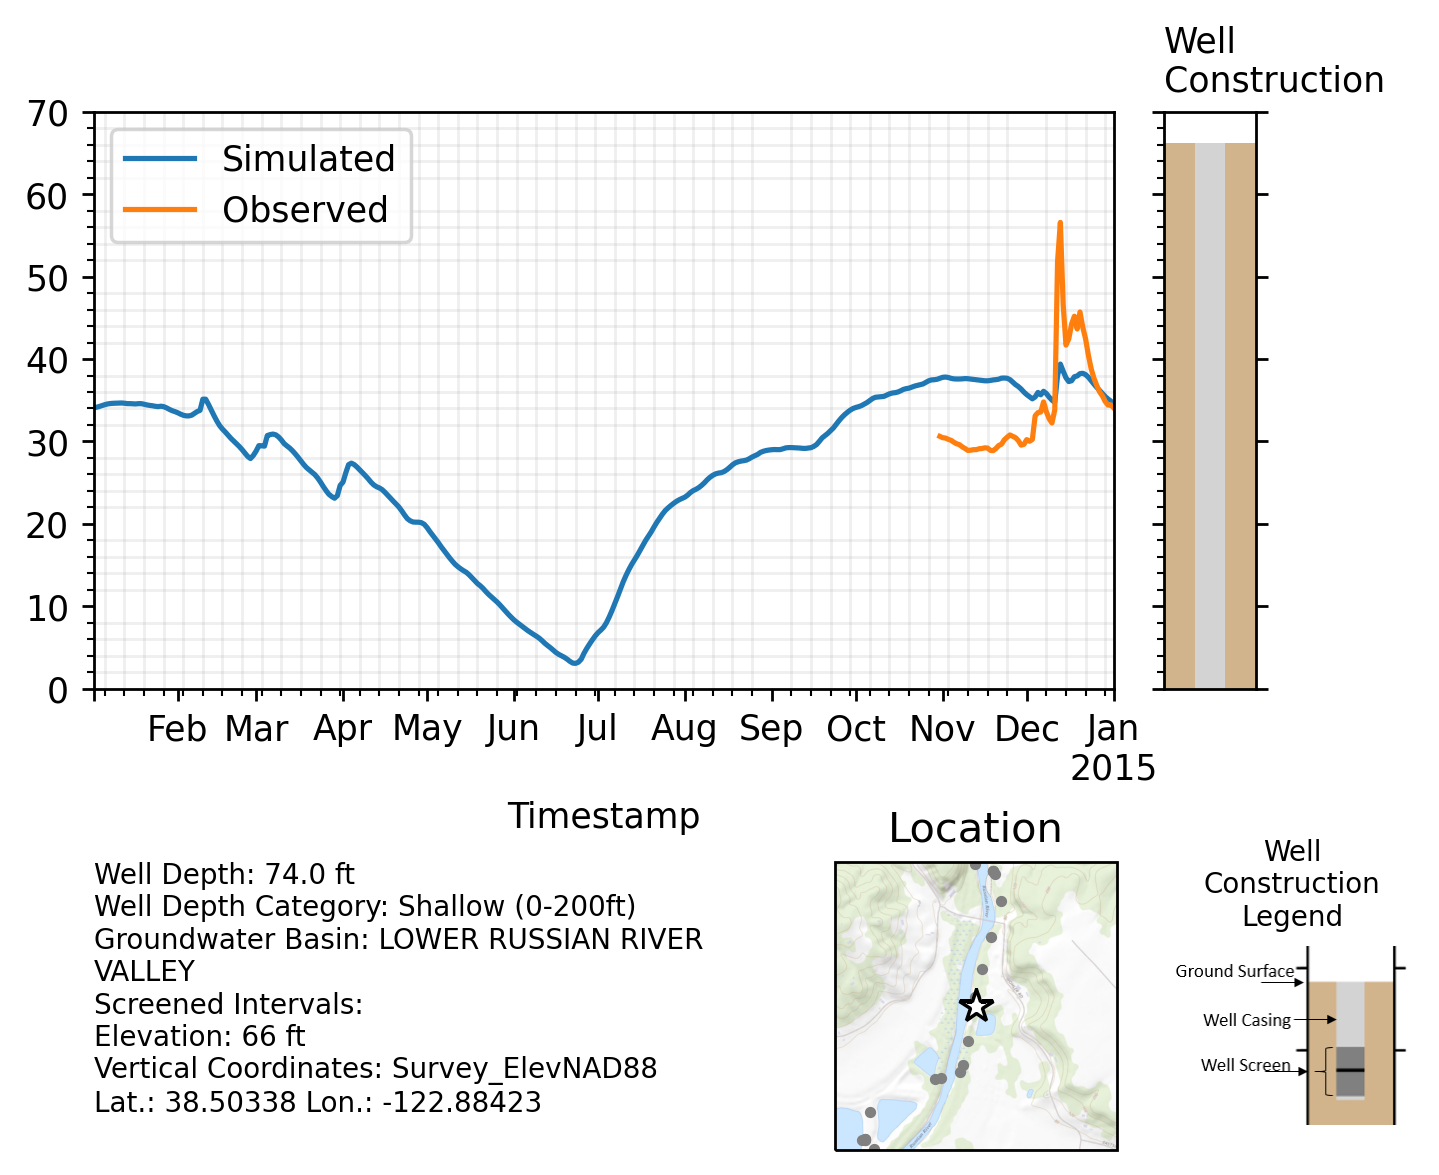 Well
Construction
70
60
50
40
30
20
10
0
Simulated
Observed
Feb Mar Apr May Jun Jul Aug Sep Oct Nov Dec Jan
2015
Timestamp
Well Depth: 74.0 ft
Well Depth Category: Shallow (0-200ft)
Groundwater Basin: LOWER RUSSIAN RIVER
VALLEY
Screened Intervals:
Elevation: 66 ft
Vertical Coordinates: Survey_ElevNAD88
Lat.: 38.50338 Lon.: -122.88423
Location
Well
Construction
Legend
Ground Surface
Well Casing
Well Screen